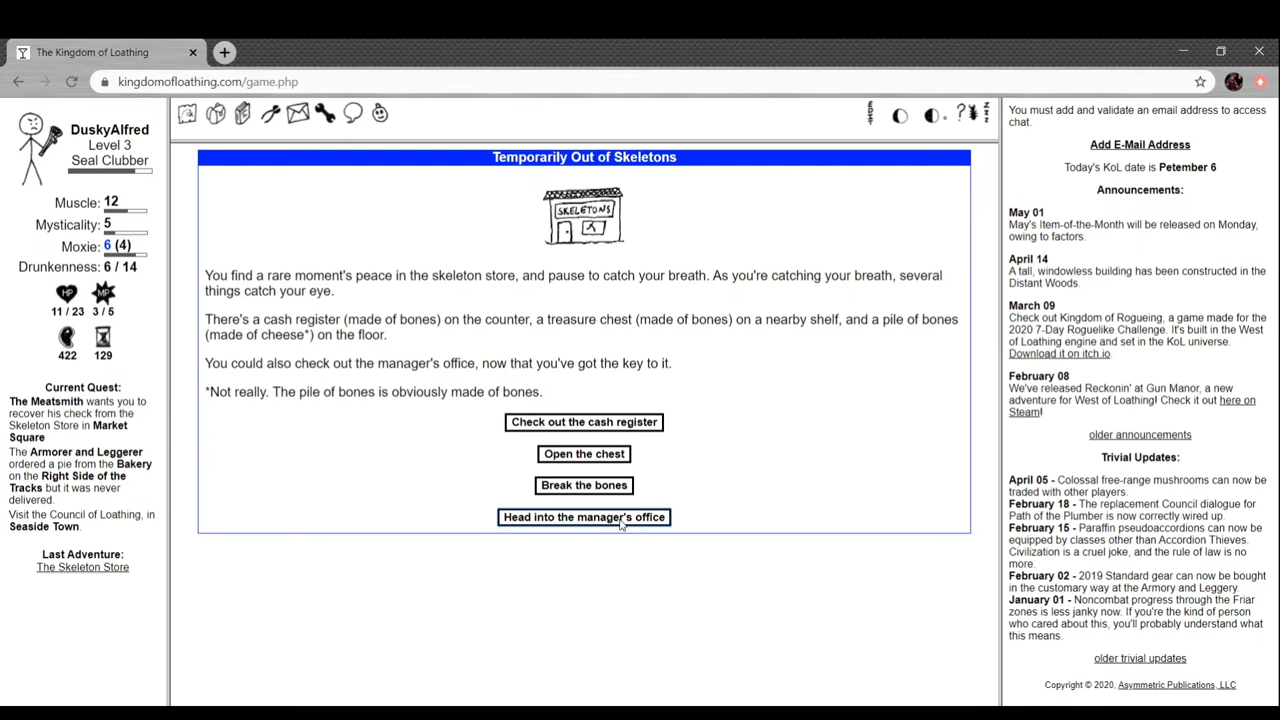 The Kingdom of Loathing
kingdomofloathing.com/game.php
DuskyAlfred
Level 3
Seal Clubber
Muscle: 12
Mysticality: 5
Moxie: 6 (4)
Drunkenness: 6 / 14
HP
MP
11 / 23
3 / 5
422
129
Current Quest:
The Meatsmith wants you to
recover his check from the
Skeleton Store in Market
Square
The Armorer and Leggerer
ordered a pie from the Bakery
on the Right Side of the
Tracks but it was never
delivered.
Visit the Council of Loathing, in
Seaside Town.
Last Adventure:
The Skeleton Store
Temporarily Out of Skeletons
SKELETONS
You find a rare moment's peace in the skeleton store, and pause to catch your breath. As you're catching your breath, several
things catch your eye.
There's a cash register (made of bones) on the counter, a treasure chest (made of bones) on a nearby shelf, and a pile of bones
(made of cheese*) on the floor.
You could also check out the manager's office, now that you've got the key to it.
*Not really. The pile of bones is obviously made of bones.
Check out the cash register
Open the chest
Break the bones
Head into the manager's office
You must add and validate an email address to access
chat.
Add E-Mail Address
Today's KoL date is Petember 6
Announcements:
May 01
May's Item-of-the-Month will be released on Monday,
owing to factors.
April 14
A tall, windowless building has been constructed in the
Distant Woods.
March 09
Check out Kingdom of Rogueing, a game made for the
2020 7-Day Roguelike Challenge. It's built in the West
of Loathing engine and set in the KoL universe.
Download it on itch.io.
February 08
We've released Reckonin' at Gun Manor, a new
adventure for West of Loathing! Check it out here on
Steam!
older announcements
Trivial Updates:
April 05 - Colossal free-range mushrooms can now be
traded with other players.
February 18 - The replacement Council dialogue for
Path of the Plumber is now correctly wired up.
February 15 - Paraffin pseudoaccordions can now be
equipped by classes other than Accordion Thieves.
Civilization is a cruel joke, and the rule of law is no
more.
February 02 - 2019 Standard gear can now be bought
in the customary way at the Armory and Leggery.
January 01 - Noncombat progress through the Friar
zones is less janky now. If you're the kind of person
who cared about this, you'll probably understand what
this means.
older trivial updates
Copyright © 2020, Asymmetric Publications, LLC